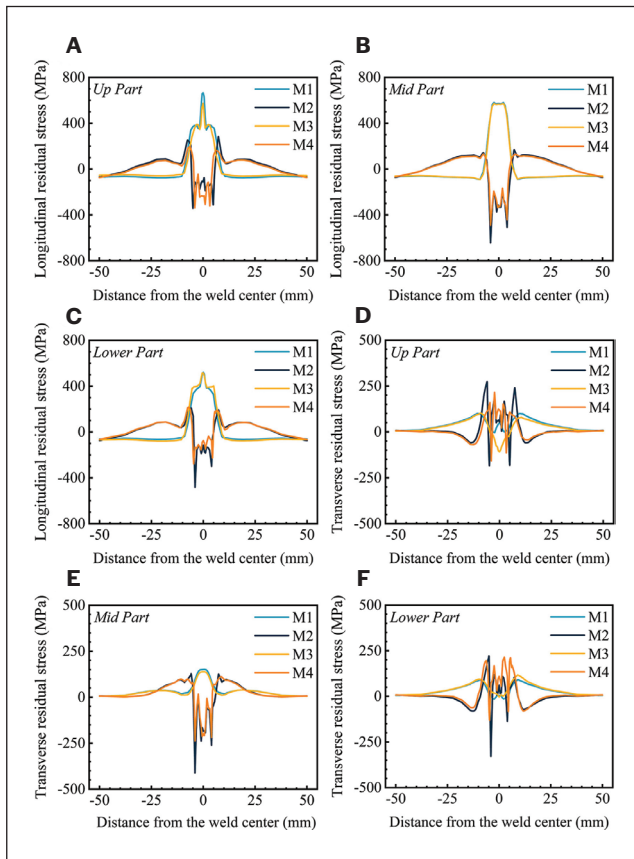 A
Longitudinal residual stress (MPa)
800
400
0
-400
-800
Up Part
M1
M2
M3
M4
-50
-25
0
25
50
Distance from the weld center (mm)
B
Longitudinal residual stress (MPa)
800
400
0
-400
-800
Mid Part
M1
M2
M3
M4
-50
-25
0
25
50
Distance from the weld center (mm)
C
Longitudinal residual stress (MPa)
800
400
0
-400
-800
Lower Part
M1
M2
M3
M4
-50
-25
0
25
50
Distance from the weld center (mm)
D
Transverse residual stress (MPa)
500
250
0
-250
-500
Up Part
M1
M2
M3
M4
-50
-25
0
25
50
Distance from the weld center (mm)
E
Transverse residual stress (MPa)
500
250
0
-250
-500
Mid Part
M1
M2
M3
M4
-50
-25
0
25
50
Distance from the weld center (mm)
F
Transverse residual stress (MPa)
500
250
0
-250
-500
Lower Part
M1
M2
M3
M4
-50
-25
0
25
50
Distance from the weld center (mm)